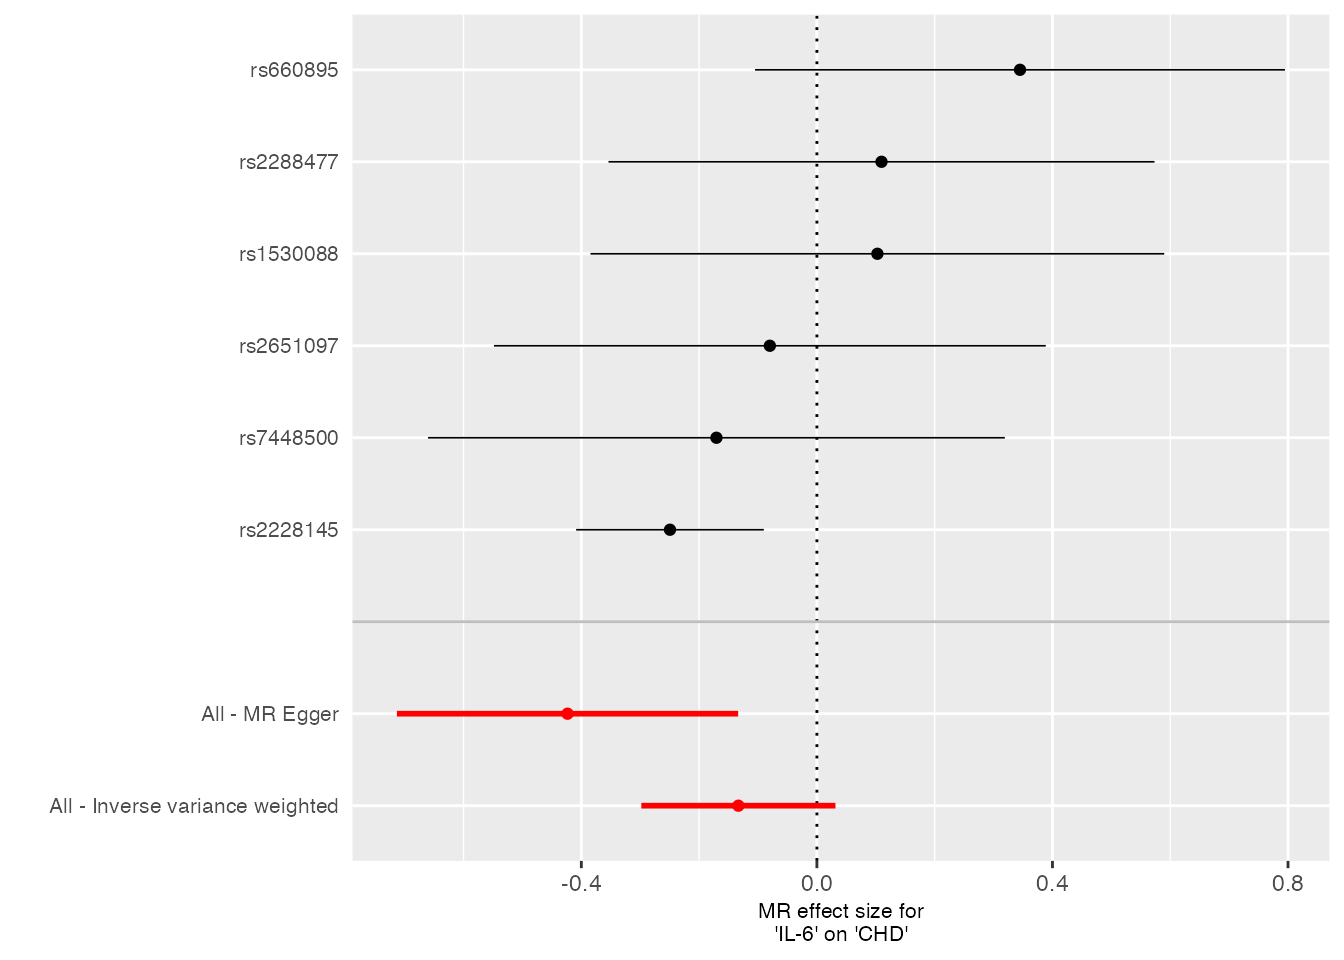 rs660895
rs2288477
rs1530088
rs2651097
rs7448500
rs2228145
All - MR Egger
All - Inverse variance weighted
-0.4
0.0
0.4
0.8
MR effect size for
'IL-6' on 'CHD'